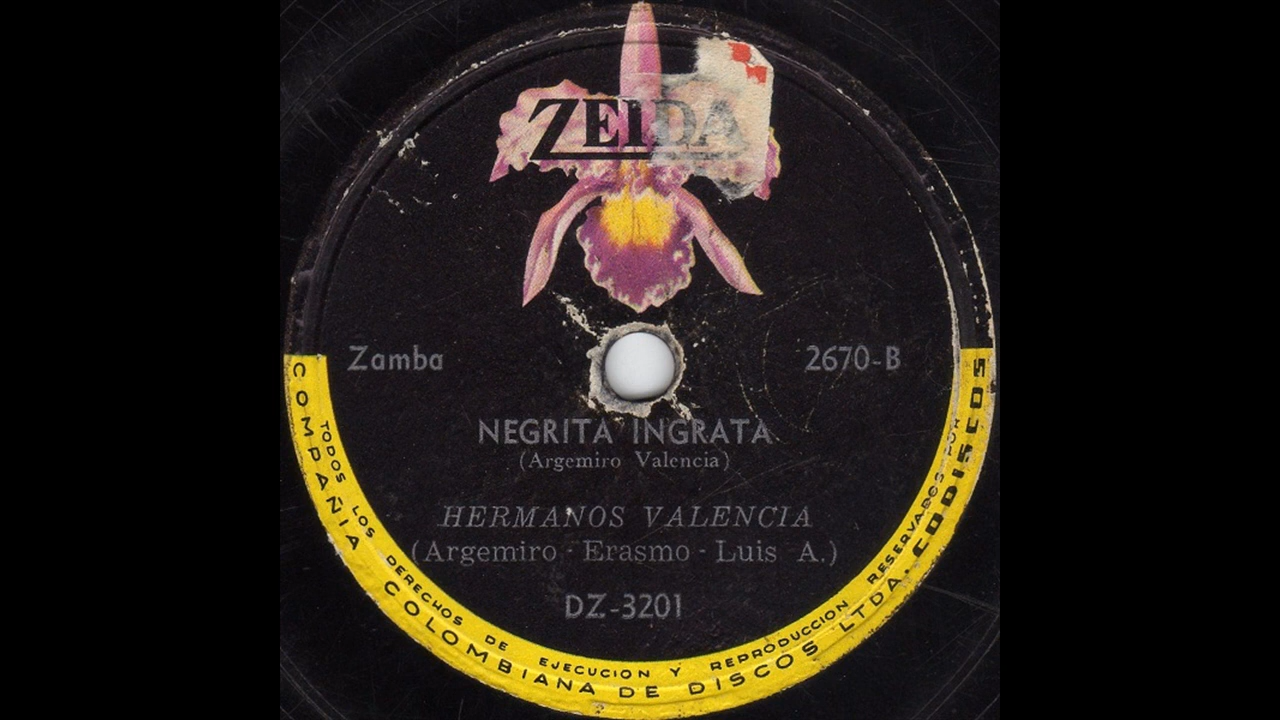 ZEIDA
Zamba
2670-B
NEGRITA INGRATA
(Argemiro Valencia)
HERMANOS VALENCIA
(Argemiro - Erasmo - Luis A.)
DZ-3201
TODOS LOS DERECHOS DE EJECUCION Y REPRODUCCION RESERVADOS POR
COMPAÑIA COLOMBIANA DE DISCOS LTDA. CODISCOS